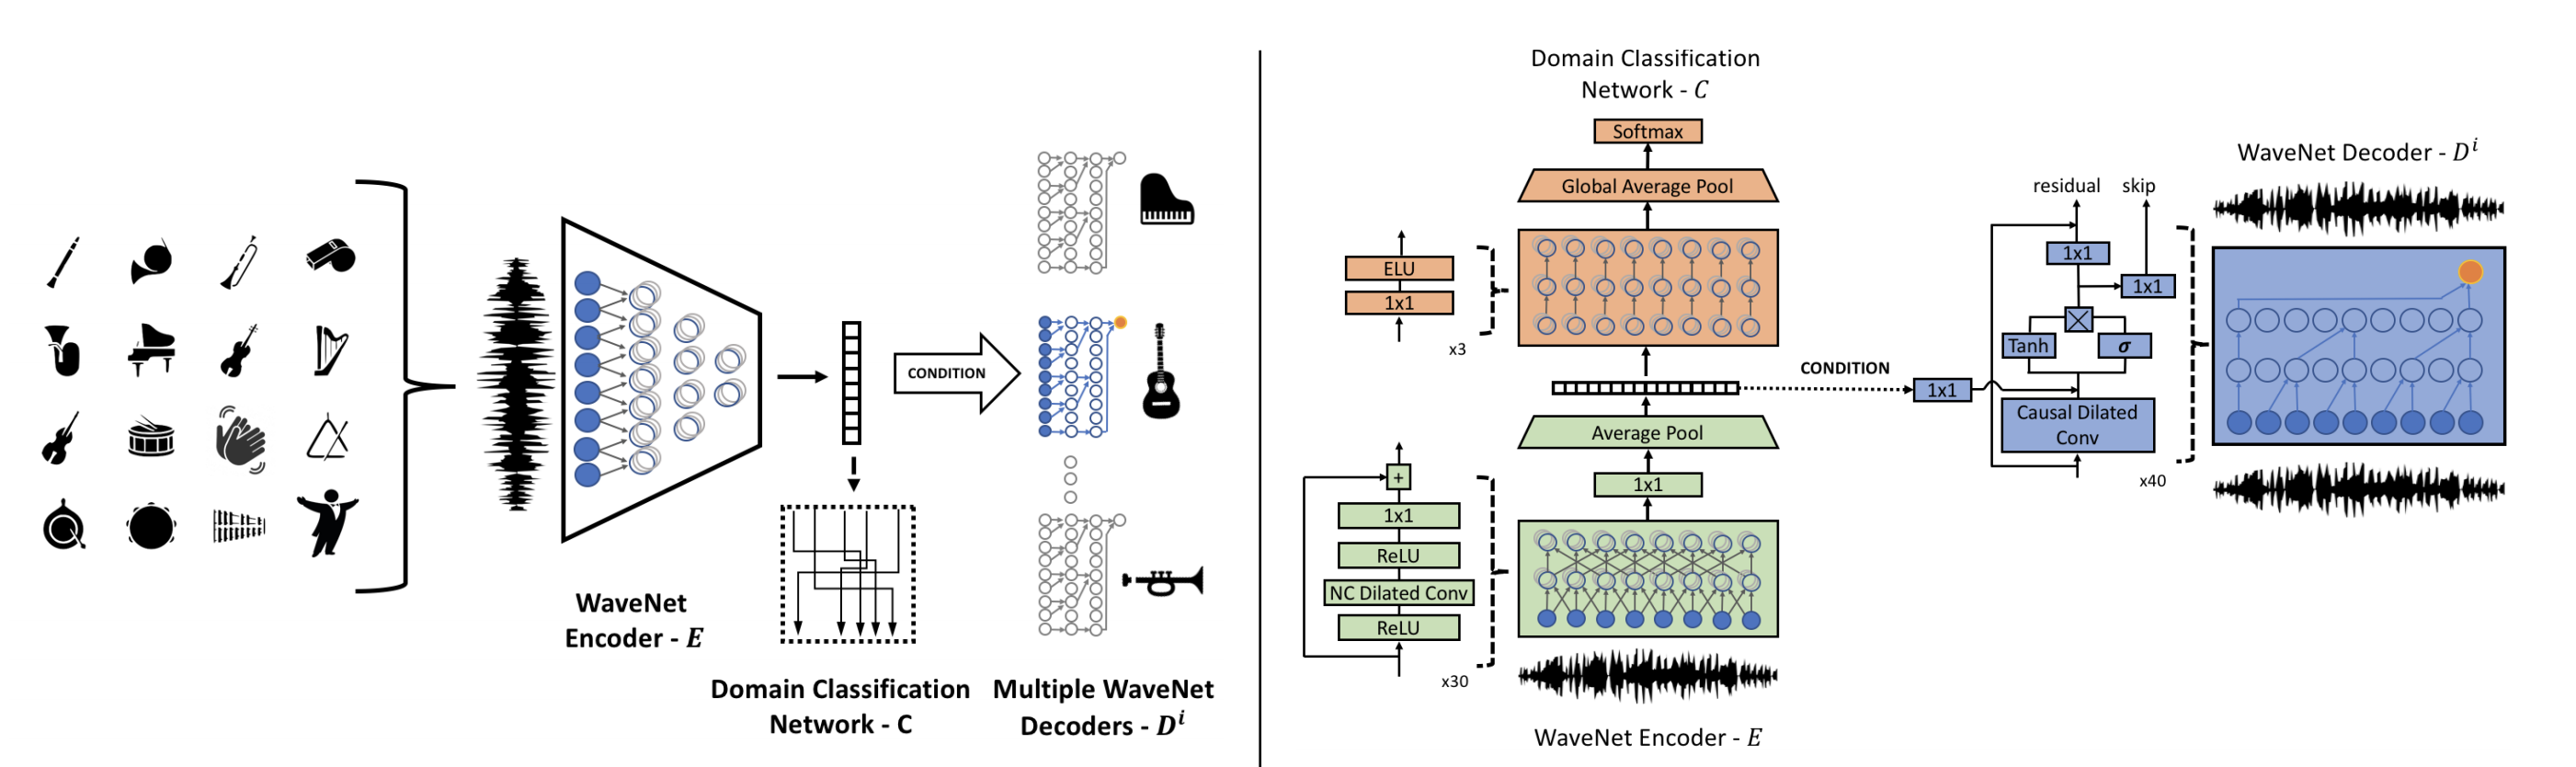 CONDITION
WaveNet
Encoder - E
Domain Classification
Network - C
Multiple WaveNet
Decoders - Dⁱ
Domain Classification
Network - C
Softmax
Global Average Pool
ELU
1x1
x3
CONDITION
Average Pool
1x1
+
1x1
ReLU
NC Dilated Conv
ReLU
x30
WaveNet Encoder - E
WaveNet Decoder - Dⁱ
residual
skip
1x1
1x1
Tanh
σ
1x1
Causal Dilated
Conv
x40